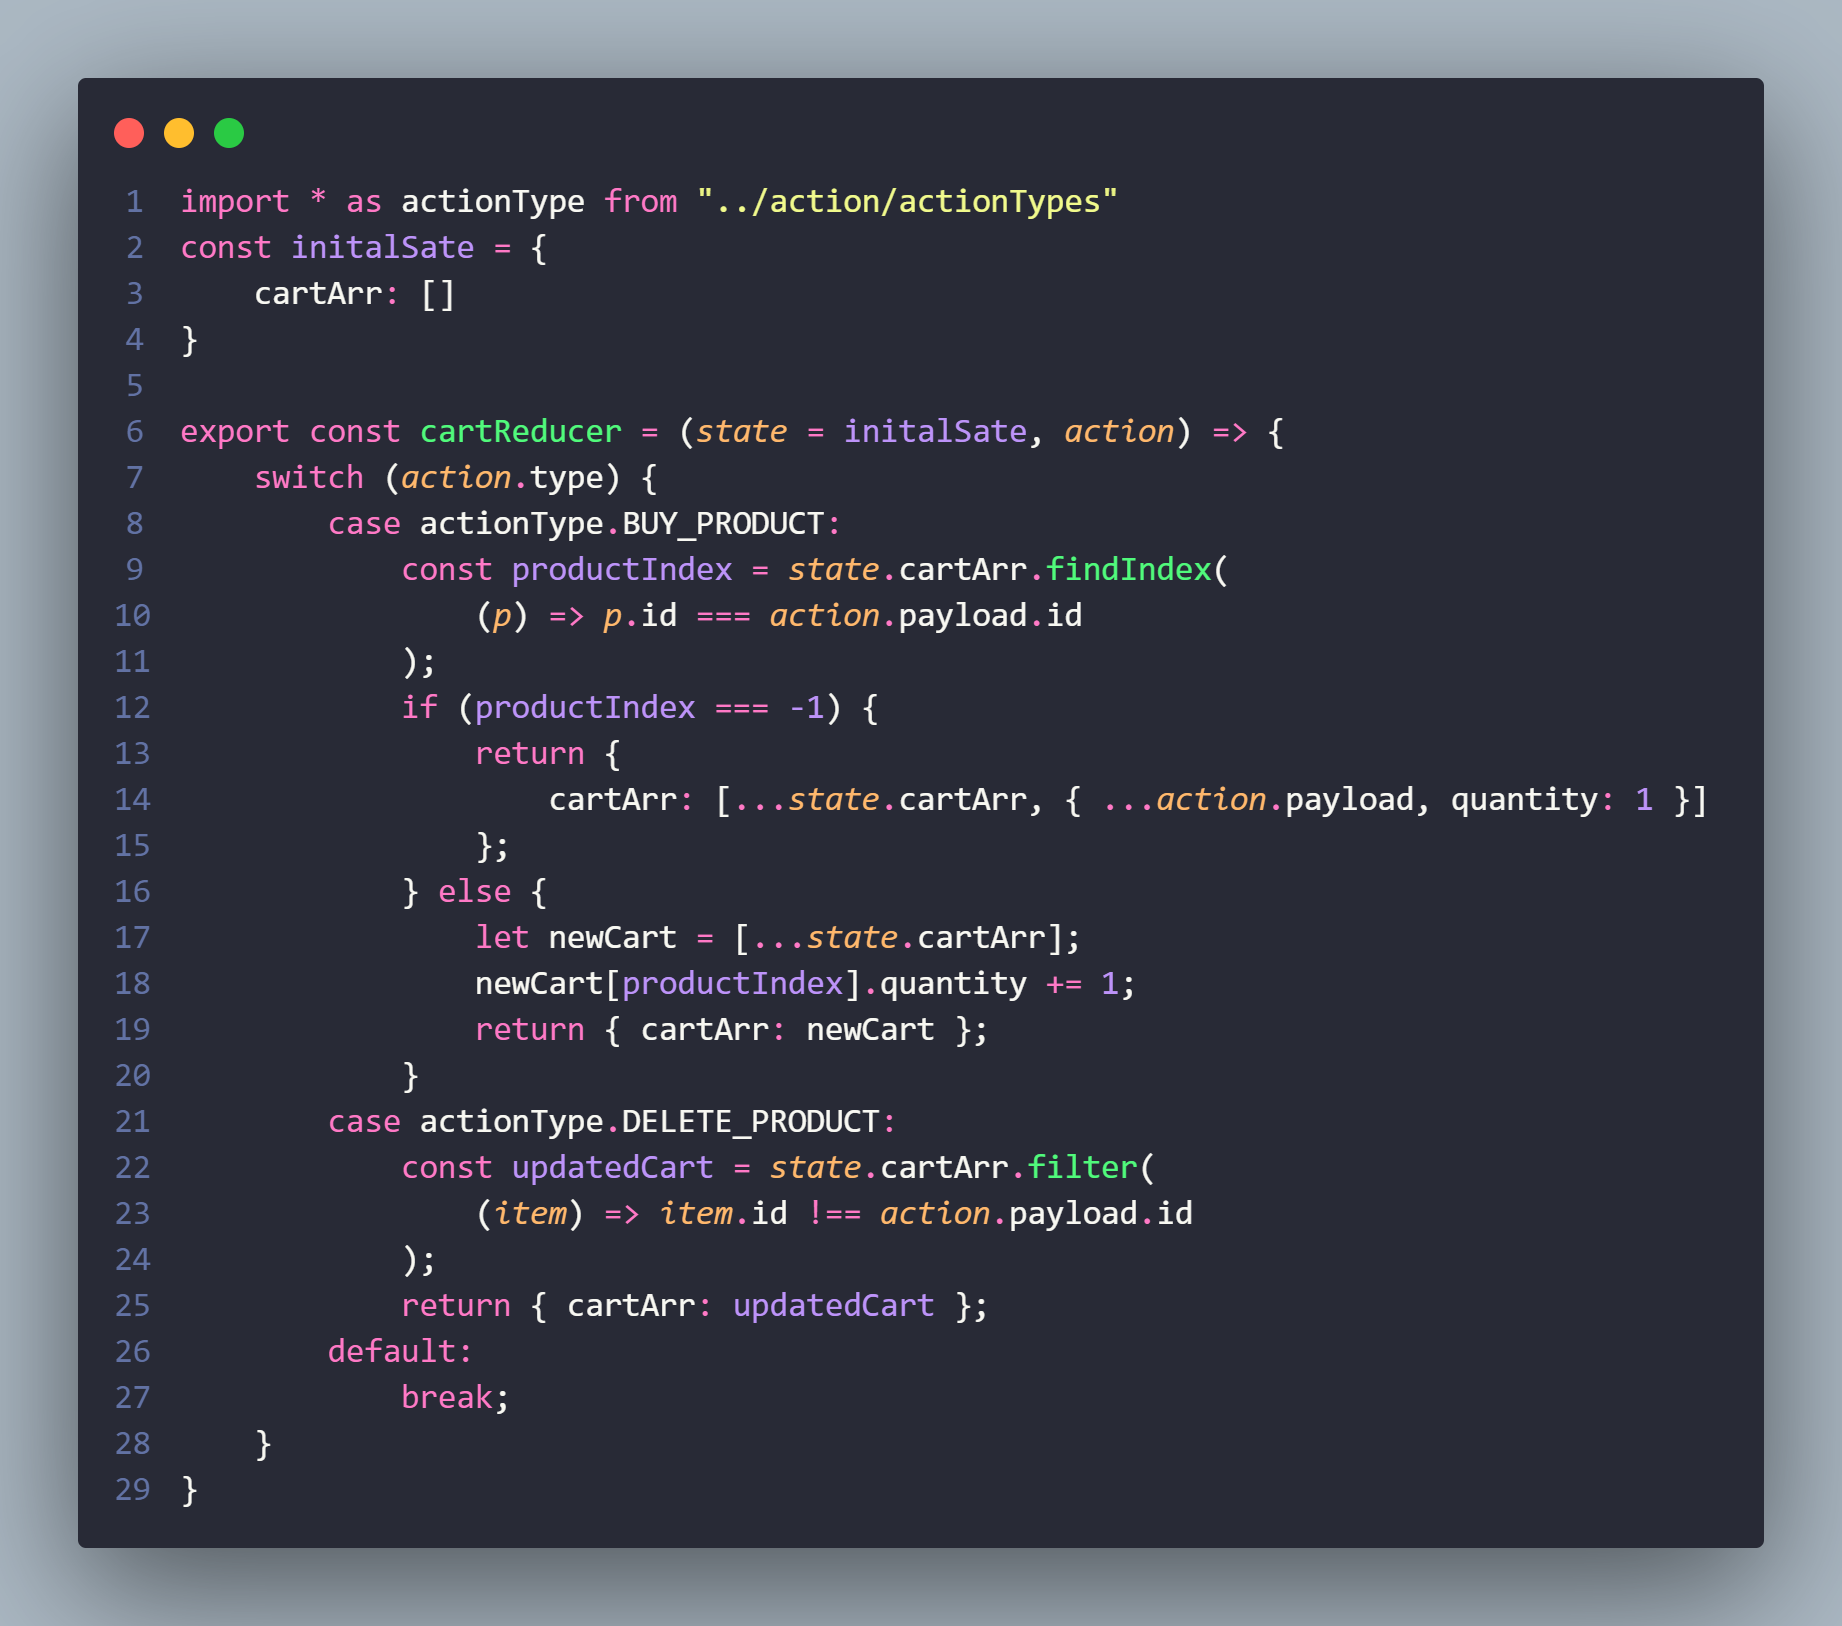 1 import * as actionType from "../action/actionTypes"
2 const initalSate = {
3     cartArr: []
4 }
5
6 export const cartReducer = (state = initalSate, action) => {
7     switch (action.type) {
8         case actionType.BUY_PRODUCT:
9             const productIndex = state.cartArr.findIndex(
10                 (p) => p.id === action.payload.id
11             );
12             if (productIndex === -1) {
13                 return {
14                     cartArr: [...state.cartArr, { ...action.payload, quantity: 1 }]
15                 };
16             } else {
17                 let newCart = [...state.cartArr];
18                 newCart[productIndex].quantity += 1;
19                 return { cartArr: newCart };
20             }
21         case actionType.DELETE_PRODUCT:
22             const updatedCart = state.cartArr.filter(
23                 (item) => item.id !== action.payload.id
24             );
25             return { cartArr: updatedCart };
26         default:
27             break;
28     }
29 }